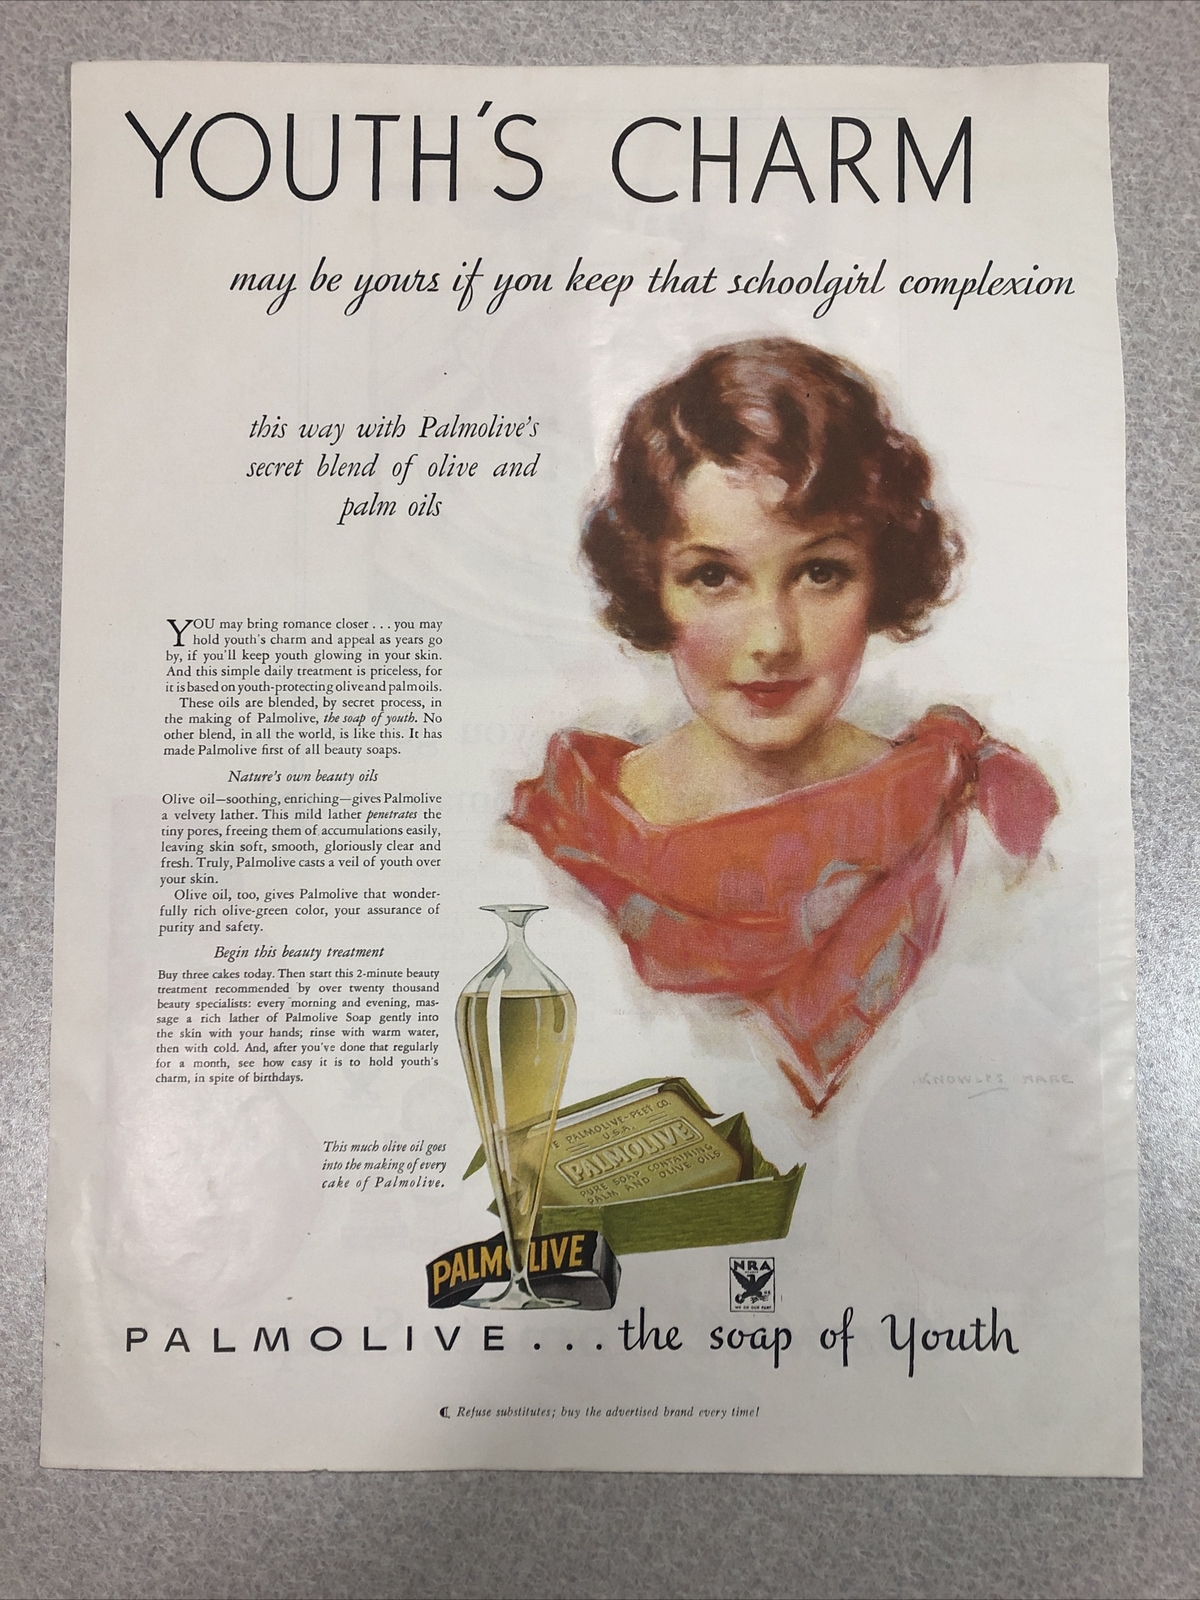 YOUTH'S CHARM
may be yours if you keep that schoolgirl complexion
this way with Palmolive's
secret blend of olive and
palm oils
YOU may bring romance closer . . . you may
hold youth's charm and appeal as years go
by, if you'll keep youth glowing in your skin.
And this simple daily treatment is priceless, for
it is based on youth-protecting olive and palm oils.
These oils are blended, by secret process, in
the making of Palmolive, the soap of youth. No
other blend, in all the world, is like this. It has
made Palmolive first of all beauty soaps.
Nature's own beauty oils
Olive oil—soothing, enriching—gives Palmolive
a velvety lather. This mild lather penetrates the
tiny pores, freeing them of accumulations easily,
leaving skin soft, smooth, gloriously clear and
fresh. Truly, Palmolive casts a veil of youth over
your skin.
Olive oil, too, gives Palmolive that wonder-
fully rich olive-green color, your assurance of
purity and safety.
Begin this beauty treatment
Buy three cakes today. Then start this 2-minute beauty
treatment recommended by over twenty thousand
beauty specialists: every morning and evening, mas-
sage a rich lather of Palmolive Soap gently into
the skin with your hands; rinse with warm water,
then with cold. And, after you've done that regularly
for a month, see how easy it is to hold youth's
charm, in spite of birthdays.
KNOWLES HARE
This much olive oil goes
into the making of every
cake of Palmolive.
E PALMOLIVE-PEET CO.
U.S.A.
PALMOLIVE
PURE SOAP CONTAINING
PALM AND OLIVE OILS
PALMOLIVE
NRA
WE DO OUR PART
PALMOLIVE . . . the soap of Youth
Refuse substitutes; buy the advertised brand every time!